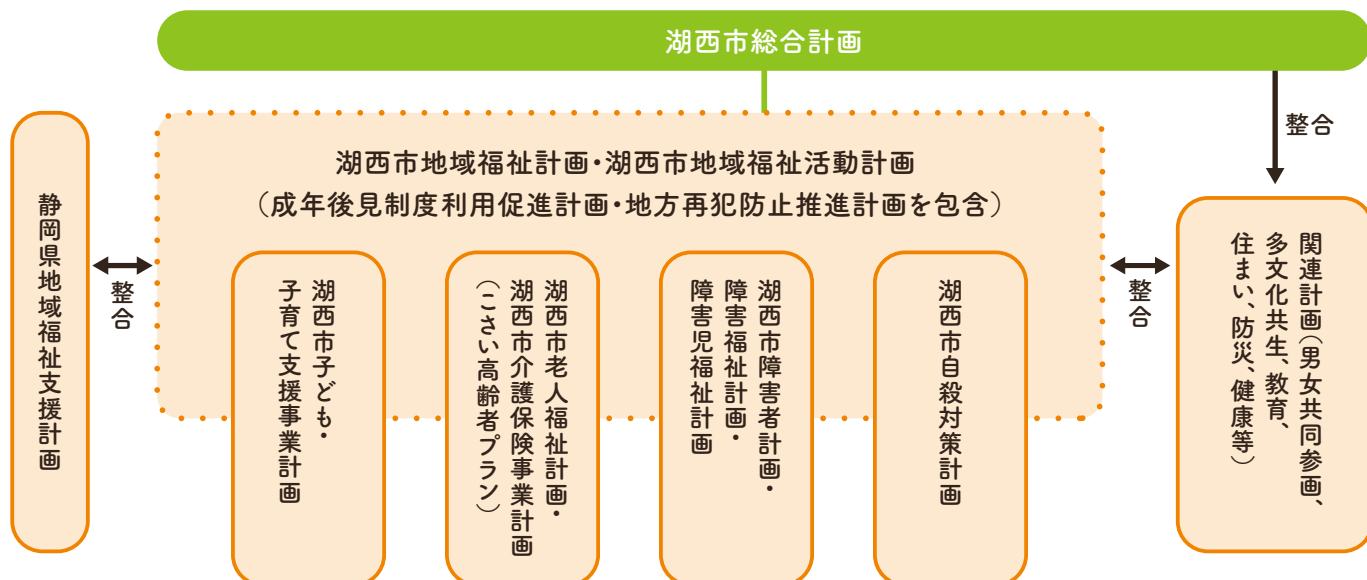 湖西市総合計画
整合
湖西市地域福祉計画・湖西市地域福祉活動計画
（成年後見制度利用促進計画・地方再犯防止推進計画を包含）
静岡県地域福祉支援計画
整合
湖西市子ども・
子育て支援事業計画
湖西市老人福祉計画・
湖西市介護保険事業計画
（こさい高齢者プラン）
湖西市障害者計画・
障害福祉計画・
障害児福祉計画
湖西市自殺対策計画
整合
関連計画（男女共同参画、
多文化共生、教育、
住まい、防災、健康等）